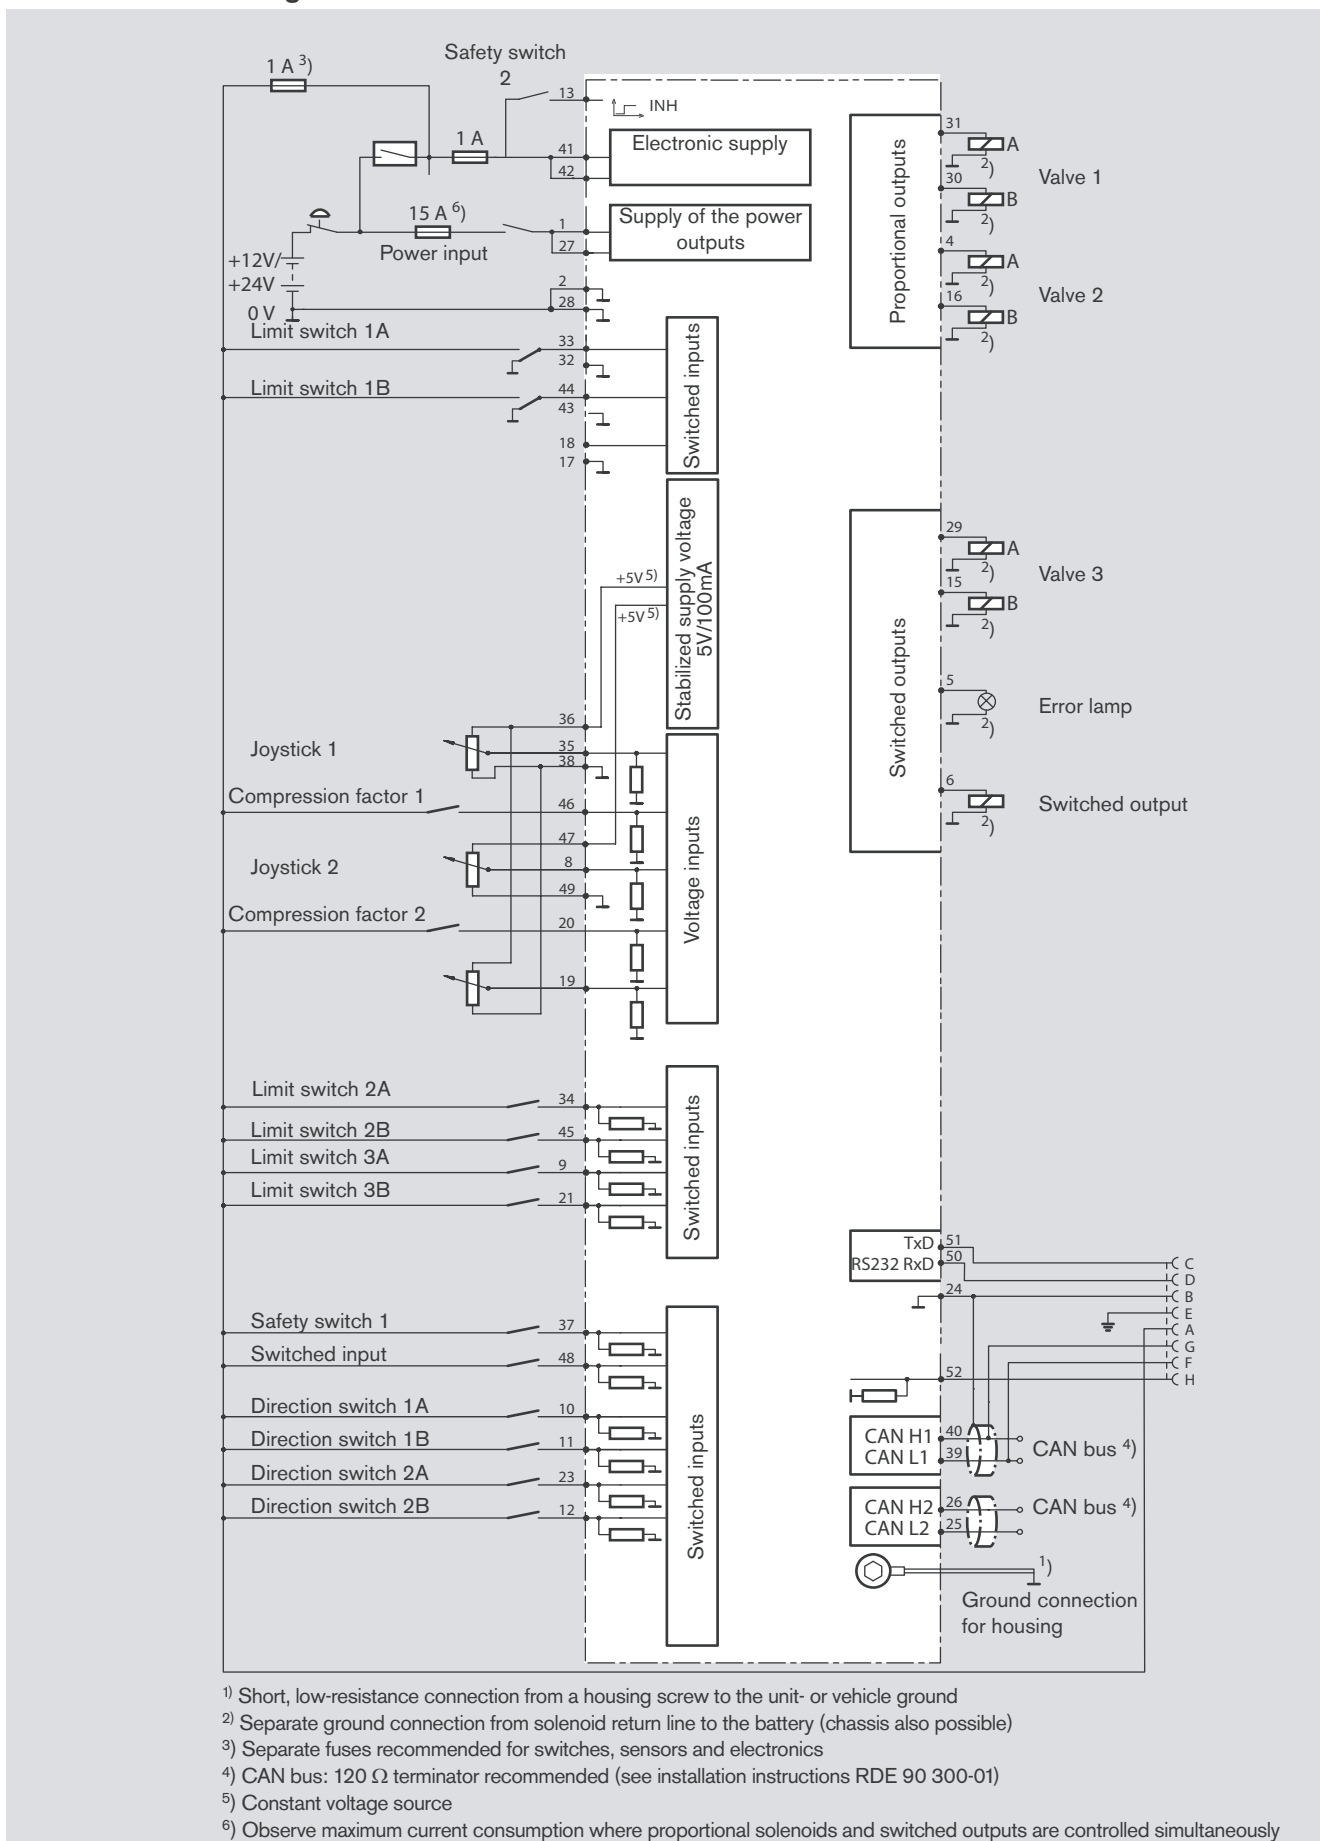 1 A 3)
Safety switch
2
13
INH
1 A
41
42
Electronic supply
15 A 6)
Power input
1
27
Supply of the power
outputs
+12V/
+24V
0 V
2
28
Limit switch 1A
33
32
Limit switch 1B
44
43
18
17
Switched inputs
Stabilized supply voltage
5V/100mA
+5V 5)
+5V 5)
36
Joystick 1
35
38
Compression factor 1
46
47
Joystick 2
8
49
Compression factor 2
20
19
Voltage inputs
Limit switch 2A
34
Limit switch 2B
45
Limit switch 3A
9
Limit switch 3B
21
Switched inputs
Safety switch 1
37
Switched input
48
Direction switch 1A
10
Direction switch 1B
11
Direction switch 2A
23
Direction switch 2B
12
Switched inputs
Proportional outputs
31
A
2)
Valve 1
30
B
2)
4
A
2)
Valve 2
16
B
2)
Switched outputs
29
A
2)
Valve 3
15
B
2)
5
2)
Error lamp
6
2)
Switched output
TxD
51
RS232 RxD
50
24
52
C
D
B
E
A
G
F
H
CAN H1
40
CAN L1
39
CAN bus 4)
CAN H2
26
CAN L2
25
CAN bus 4)
1)
Ground connection
for housing
1) Short, low-resistance connection from a housing screw to the unit- or vehicle ground
2) Separate ground connection from solenoid return line to the battery (chassis also possible)
3) Separate fuses recommended for switches, sensors and electronics
4) CAN bus: 120 Ω terminator recommended (see installation instructions RDE 90 300-01)
5) Constant voltage source
6) Observe maximum current consumption where proportional solenoids and switched outputs are controlled simultaneously